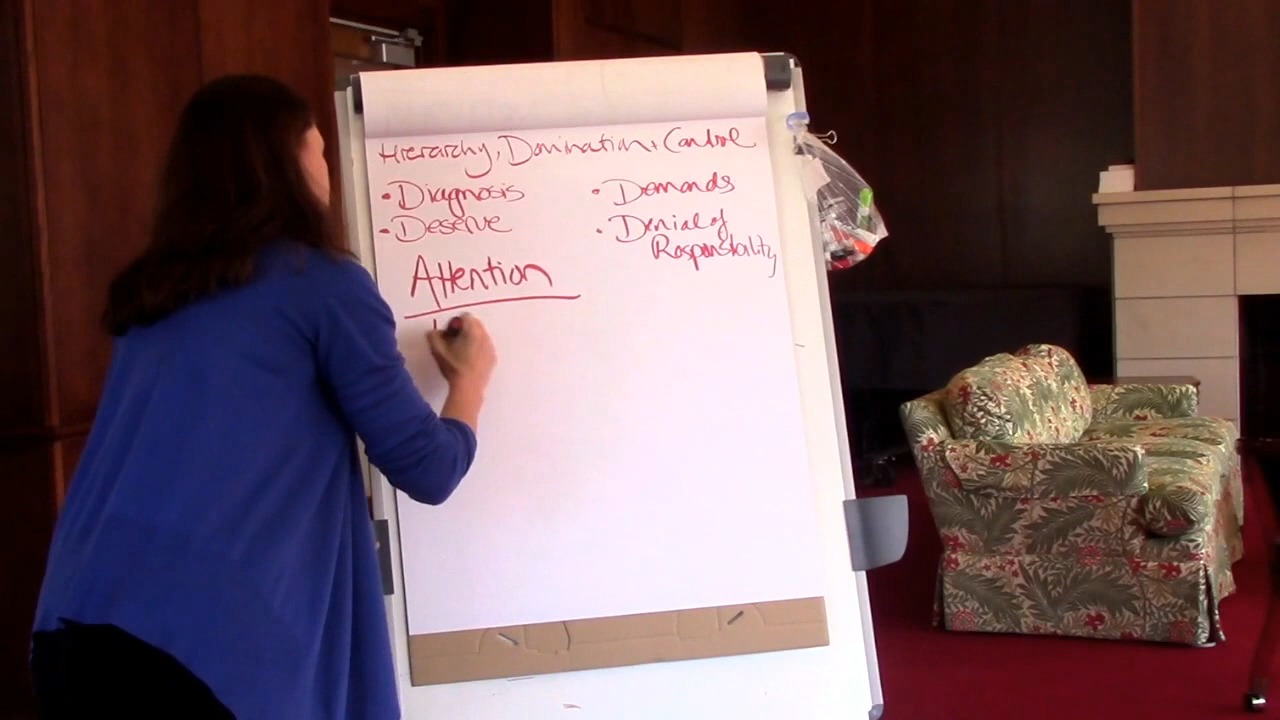 Hierarchy, Domination + Control
• Diagnosis
• Deserve
• Demands
• Denial of
Responsibility
Attention